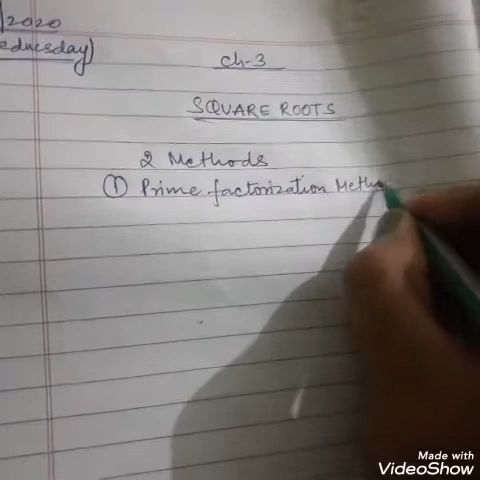 /2020
ednesday)
Ch-3
SQUARE ROOTS
2 Methods
① Prime factorization Metho
Made with
VideoShow